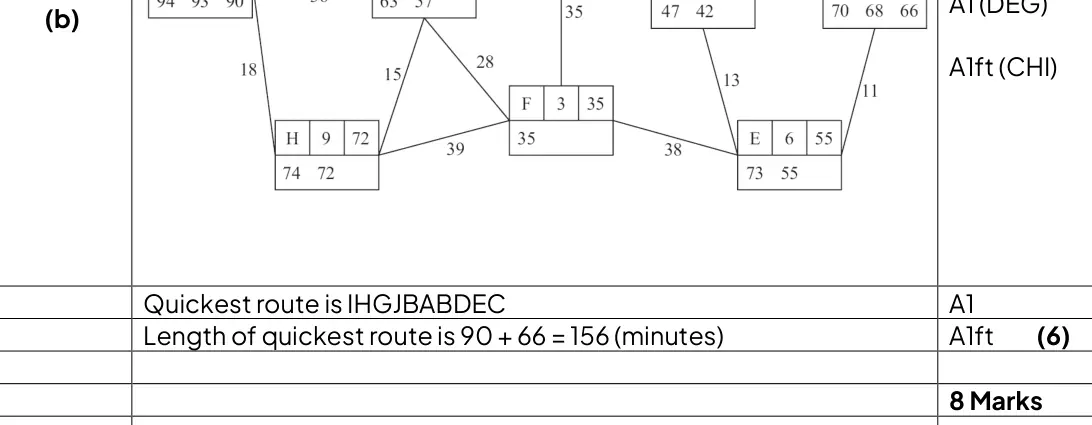 94 93 90
63 57
47 42
70 68 66
A1 (DEG)
(b)
35
A1ft (CHI)
18
15
28
13
11
F 3 35
35
H 9 72
74 72
39
38
E 6 55
73 55
Quickest route is IHGJBABDEC A1
Length of quickest route is 90 + 66 = 156 (minutes) A1ft (6)
8 Marks